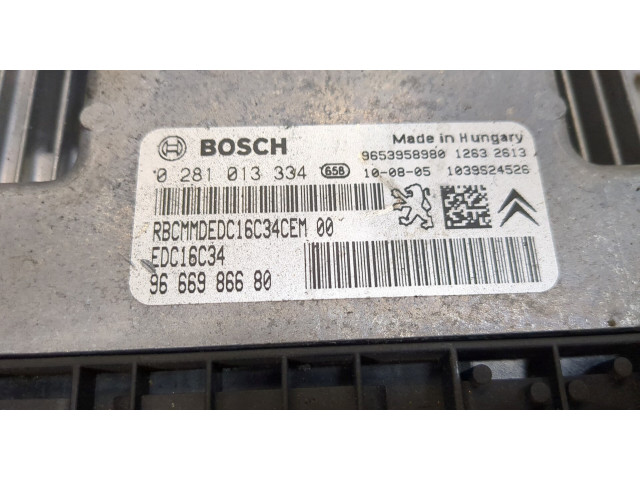 BOSCH
Made in Hungary
9653958980 1263 2613
0 281 013 334 658 10-08-05 1039S24526
RBCMMDEDC16C34CEM 00
EDC16C34
96 669 866 80